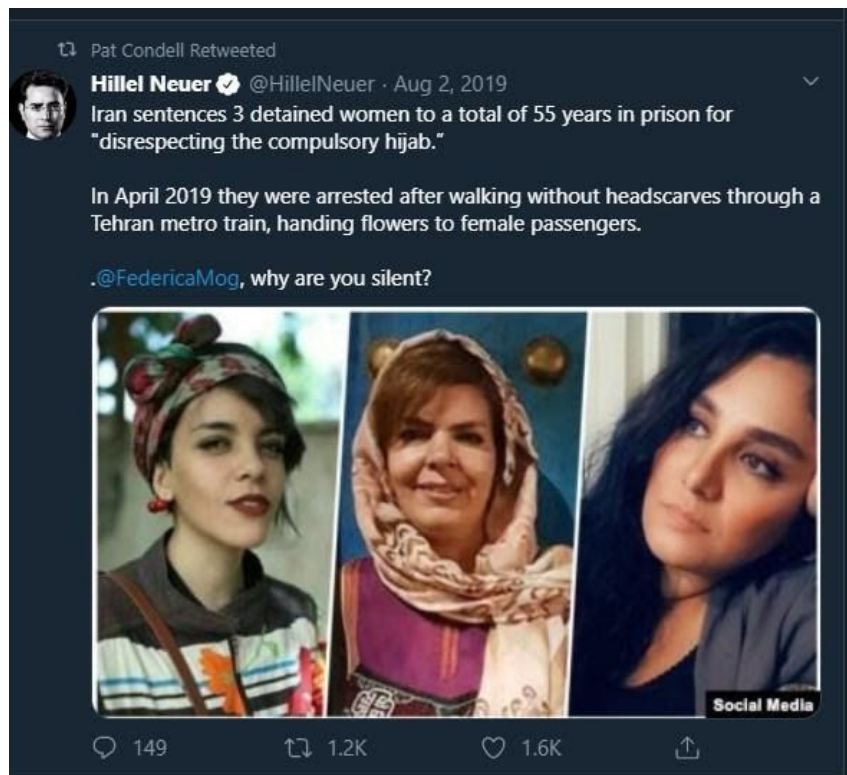 Pat Condell Retweeted
Hillel Neuer @HillelNeuer · Aug 2, 2019
Iran sentences 3 detained women to a total of 55 years in prison for
"disrespecting the compulsory hijab."
In April 2019 they were arrested after walking without headscarves through a
Tehran metro train, handing flowers to female passengers.
.@FedericaMog, why are you silent?
Social Media
149 1.2K 1.6K